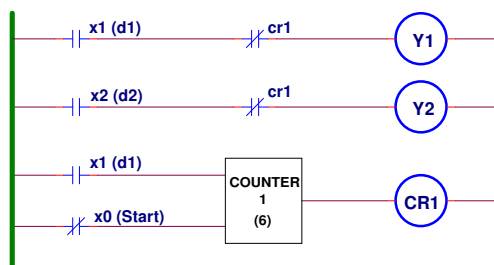 x1 (d1) cr1
Y1
x2 (d2) cr1
Y2
x1 (d1)
COUNTER
1
(6)
CR1
x0 (Start)